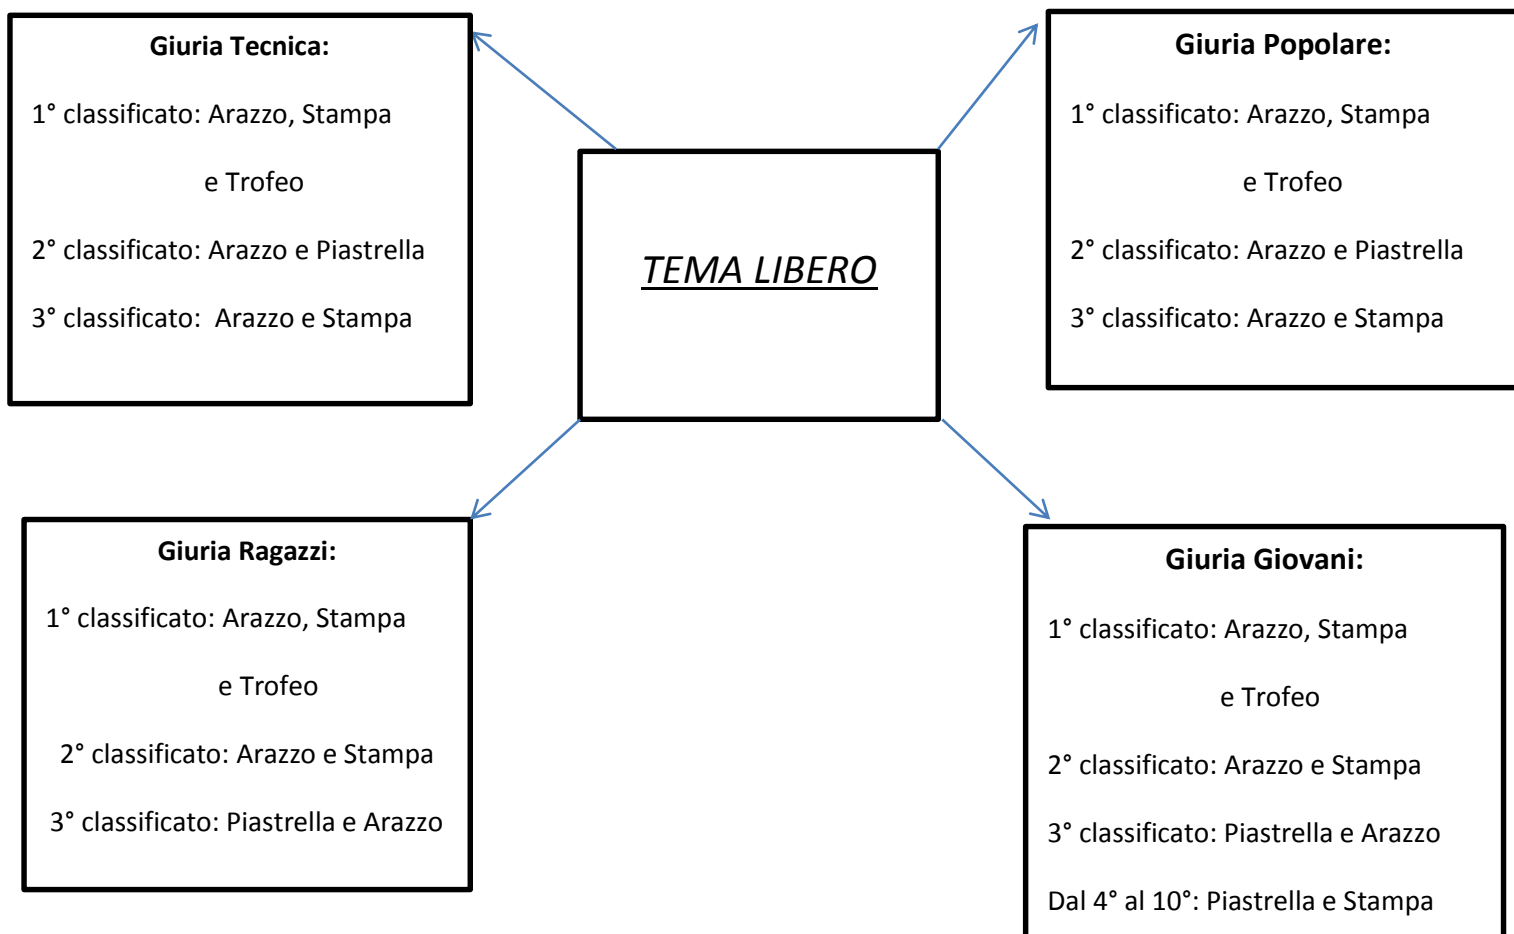 Giuria Tecnica:
1° classificato: Arazzo, Stampa
e Trofeo
2° classificato: Arazzo e Piastrella
3° classificato:  Arazzo e Stampa
Giuria Popolare:
1° classificato: Arazzo, Stampa
e Trofeo
2° classificato: Arazzo e Piastrella
3° classificato: Arazzo e Stampa
TEMA LIBERO
Giuria Ragazzi:
1° classificato: Arazzo, Stampa
e Trofeo
2° classificato: Arazzo e Stampa
3° classificato: Piastrella e Arazzo
Giuria Giovani:
1° classificato: Arazzo, Stampa
e Trofeo
2° classificato: Arazzo e Stampa
3° classificato: Piastrella e Arazzo
Dal 4° al 10°: Piastrella e Stampa